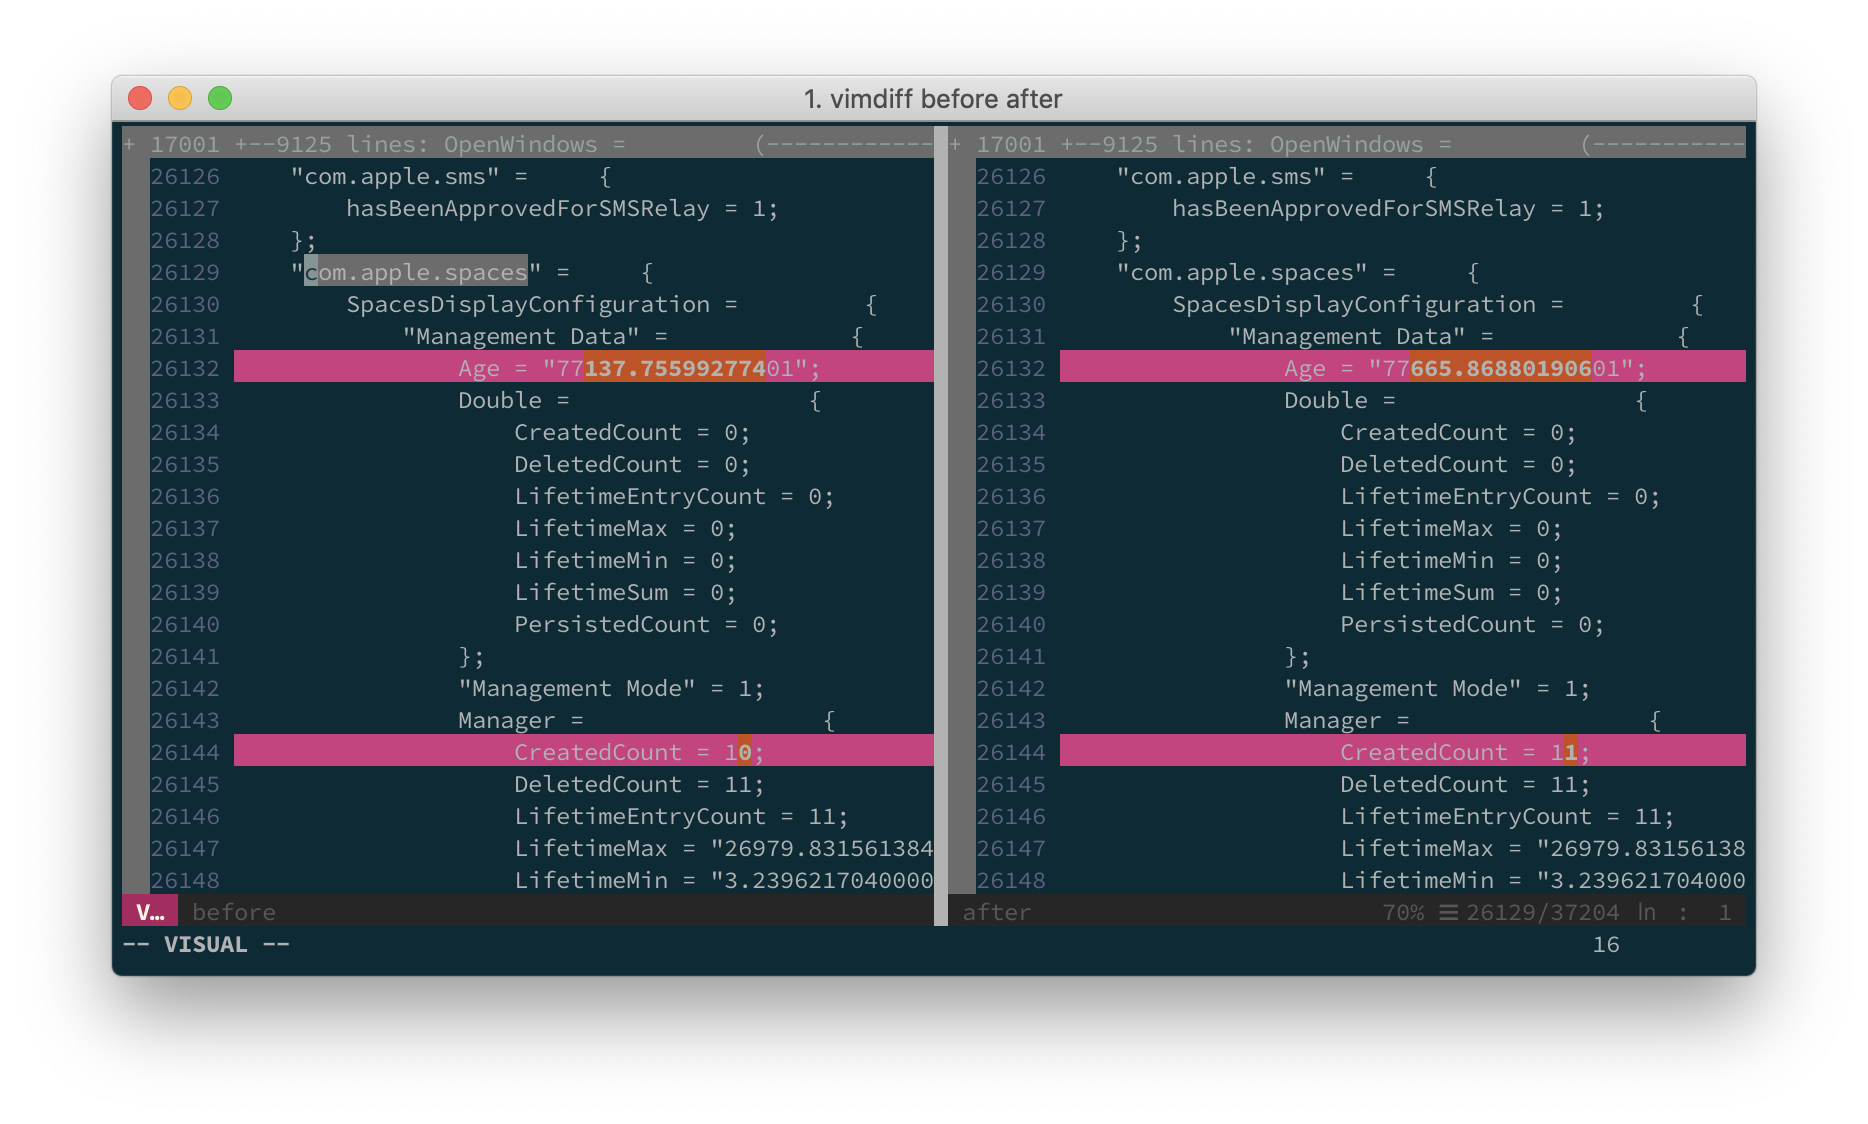 1. vimdiff before after
+ 17001 +--9125 lines: OpenWindows =         (------------
26126     "com.apple.sms" =     {
26127         hasBeenApprovedForSMSRelay = 1;
26128     };
26129     "com.apple.spaces" =     {
26130         SpacesDisplayConfiguration =         {
26131             "Management Data" =             {
26132                 Age = "77137.75599277401";
26133                 Double =                 {
26134                     CreatedCount = 0;
26135                     DeletedCount = 0;
26136                     LifetimeEntryCount = 0;
26137                     LifetimeMax = 0;
26138                     LifetimeMin = 0;
26139                     LifetimeSum = 0;
26140                     PersistedCount = 0;
26141                 };
26142                 "Management Mode" = 1;
26143                 Manager =                 {
26144                     CreatedCount = 10;
26145                     DeletedCount = 11;
26146                     LifetimeEntryCount = 11;
26147                     LifetimeMax = "26979.831561384
26148                     LifetimeMin = "3.2396217040000
V… before
+ 17001 +--9125 lines: OpenWindows =         (-----------
26126     "com.apple.sms" =     {
26127         hasBeenApprovedForSMSRelay = 1;
26128     };
26129     "com.apple.spaces" =     {
26130         SpacesDisplayConfiguration =         {
26131             "Management Data" =             {
26132                 Age = "77665.86880190601";
26133                 Double =                 {
26134                     CreatedCount = 0;
26135                     DeletedCount = 0;
26136                     LifetimeEntryCount = 0;
26137                     LifetimeMax = 0;
26138                     LifetimeMin = 0;
26139                     LifetimeSum = 0;
26140                     PersistedCount = 0;
26141                 };
26142                 "Management Mode" = 1;
26143                 Manager =                 {
26144                     CreatedCount = 11;
26145                     DeletedCount = 11;
26146                     LifetimeEntryCount = 11;
26147                     LifetimeMax = "26979.83156138
26148                     LifetimeMin = "3.239621704000
after 70% ☰ 26129/37204 ln : 1
-- VISUAL -- 16